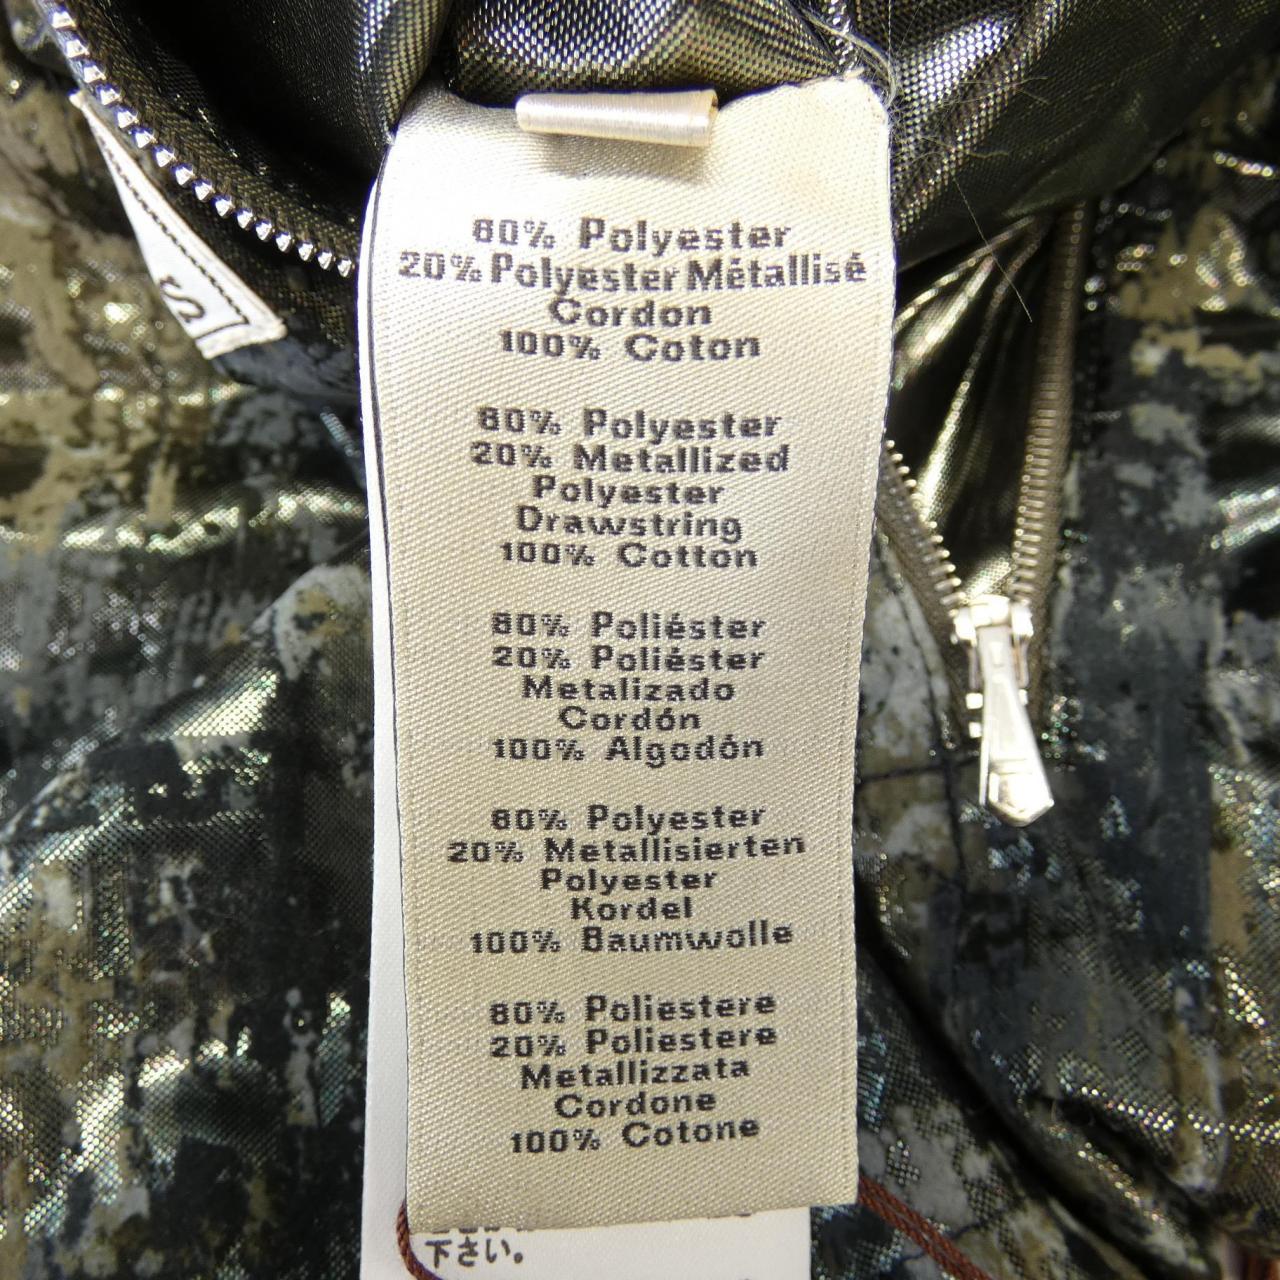 80% Polyester
20% Polyester Métallisé
Cordon
100% Coton
80% Polyester
20% Metallized
Polyester
Drawstring
100% Cotton
80% Poliéster
20% Poliéster
Metalizado
Cordón
100% Algodón
80% Polyester
20% Metallisierten
Polyester
Kordel
100% Baumwolle
80% Poliestere
20% Poliestere
Metallizzata
Cordone
100% Cotone
下さい。
S